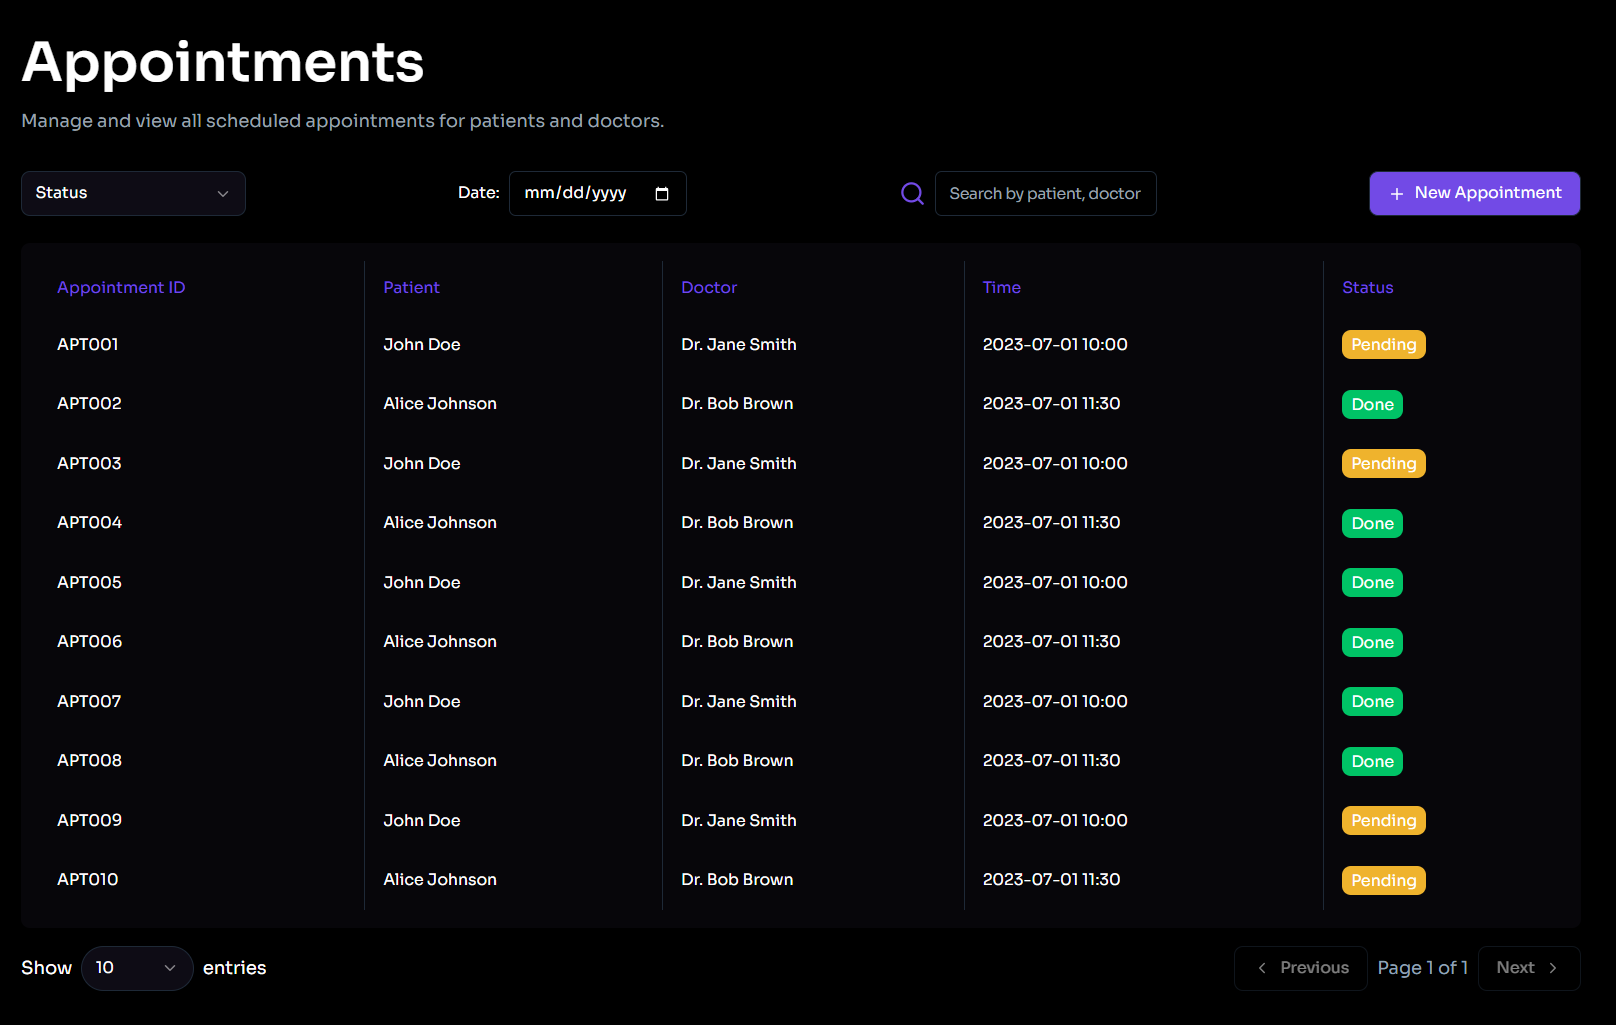 Appointments
Manage and view all scheduled appointments for patients and doctors.
Status Date: mm/dd/yyyy Search by patient, doctor New Appointment
Appointment ID Patient Doctor Time Status
APT001 John Doe Dr. Jane Smith 2023-07-01 10:00 Pending
APT002 Alice Johnson Dr. Bob Brown 2023-07-01 11:30 Done
APT003 John Doe Dr. Jane Smith 2023-07-01 10:00 Pending
APT004 Alice Johnson Dr. Bob Brown 2023-07-01 11:30 Done
APT005 John Doe Dr. Jane Smith 2023-07-01 10:00 Done
APT006 Alice Johnson Dr. Bob Brown 2023-07-01 11:30 Done
APT007 John Doe Dr. Jane Smith 2023-07-01 10:00 Done
APT008 Alice Johnson Dr. Bob Brown 2023-07-01 11:30 Done
APT009 John Doe Dr. Jane Smith 2023-07-01 10:00 Pending
APT010 Alice Johnson Dr. Bob Brown 2023-07-01 11:30 Pending
Show 10 entries Previous Page 1 of 1 Next